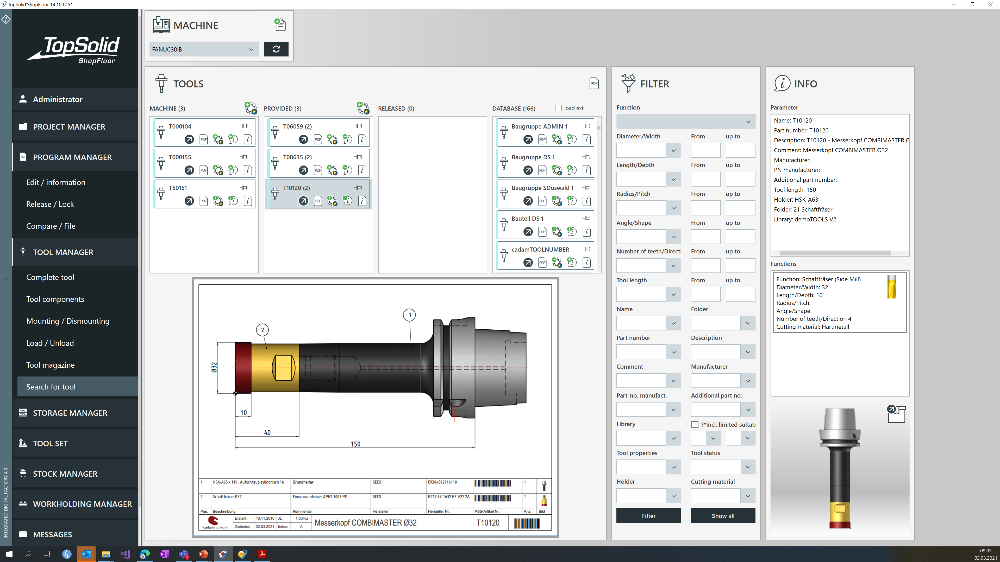 TopSolid'ShopFloor 14.100.251
TopSolid
ShopFloor
Administrator
PROJECT MANAGER
NC
PROGRAM MANAGER
Edit / information
Release / Lock
Compare / File
TOOL MANAGER
Complete tool
Tool components
Mounting / Dismounting
Load / Unload
Tool magazine
Search for tool
STORAGE MANAGER
TOOL SET
STOCK MANAGER
WORKHOLDING MANAGER
MESSAGES
INTEGRATED DIGITAL FACTORY 4.0
MACHINE
FANUC30iB
TOOLS
PDF
MACHINE (3)
T000104
PDF
T000155
PDF
T50151
PDF
PROVIDED (3)
T06059 (2)
PDF
T08635 (2)
PDF
T10120 (2)
PDF
RELEASED (0)
DATABASE (166)
load ext.
Baugruppe ADMIN 1
PDF
Baugruppe DS 1
PDF
Baugruppe SDoswald 1
PDF
Bauteil DS 1
PDF
cadamTOOLNUMBER
PDF
1
2
Ø32
10
40
150
1 HSK-A63 x 110 , Aufschraub zylindrisch 16 Grundhalter SECO E9304582116110 1
2 Schaftfräser Ø32 Einschraubfräser APKT 1003 PD SECO R217.97-1632.RE-V22.2A 1
Pos. Beschreibung Kommentar Hersteller Hersteller Nr. PSS-Artikel Nr. Anz. Bild
cadam SOLUTIONS
Erstellt: 10.11.2016 JL 1.63 Kg
Geändert: 02.03.2021 Index: A
Messerkopf COMBIMASTER Ø32
T10120
FILTER
Function
Diameter/Width From up to
Length/Depth From up to
Radius/Pitch From up to
Angle/Shape From up to
Number of teeth/Directi From up to
Tool length From up to
Name Folder
Part number Description
Comment Manufacturer
Part-no. manufact. Additional part no.
Library ?*Incl. limited suitab
Tool properties Tool status
Holder Cutting material
Filter Show all
INFO
Parameter
Name: T10120
Part number: T10120
Description: T10120 - Messerkopf COMBIMASTER Ø
Comment: Messerkopf COMBIMASTER Ø32
Manufacturer:
PN manufacturer:
Additional part number:
Tool length: 150
Holder: HSK-A63
Folder: 21 Schaftfräser
Library: demoTOOLS V2
Functions
Function: Schaftfräser (Side Mill)
Diameter/Width: 32
Length/Depth: 10
Radius/Pitch:
Angle/Shape:
Number of teeth/Direction 4
Cutting material: Hartmetall
09:03
03.03.2021